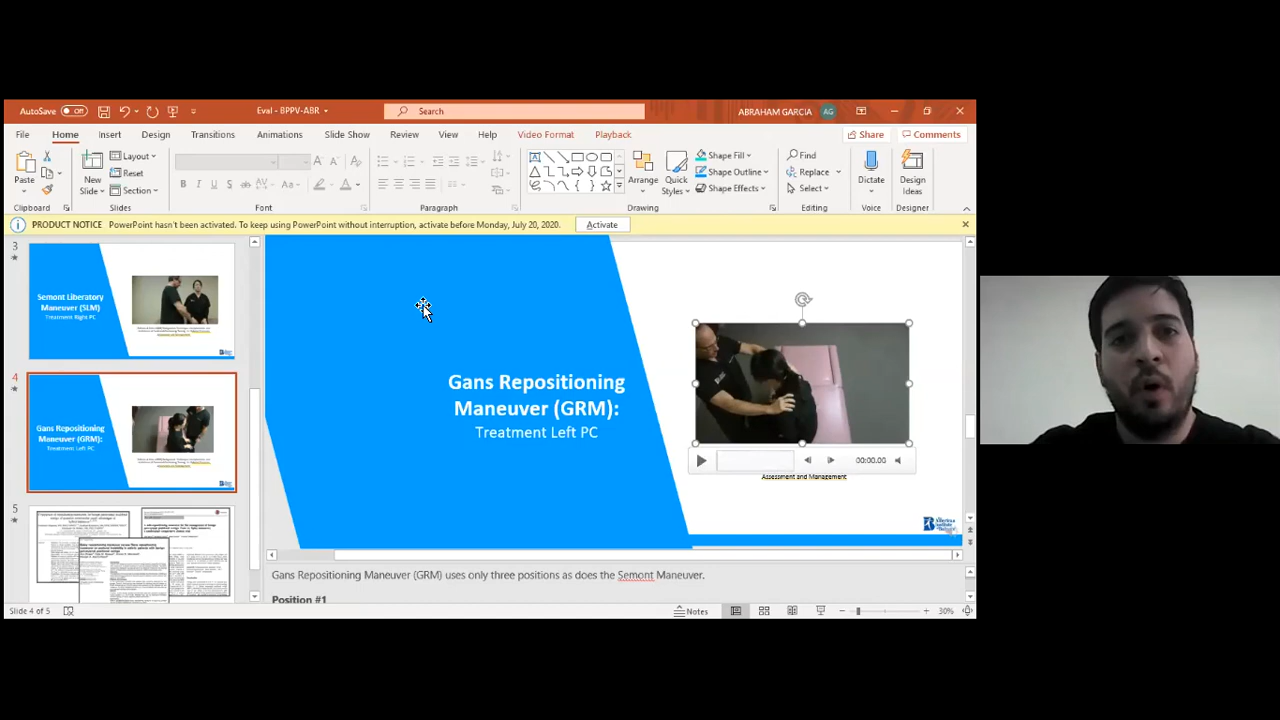 AutoSave Off
Eval - BPPV-ABR
Search
ABRAHAM GARCIA AG
File Home Insert Design Transitions Animations Slide Show Review View Help Video Format Playback
Share Comments
Paste
New Slide
Layout
Reset
Section
Arrange
Quick Styles
Shape Fill
Shape Outline
Shape Effects
Find
Replace
Select
Dictate
Design Ideas
Clipboard Slides Font Paragraph Drawing Editing Voice Designer
PRODUCT NOTICE PowerPoint hasn't been activated. To keep using PowerPoint without interruption, activate before Monday, July 20, 2020. Activate
3
Semont Liberatory
Maneuver (SLM)
Treatment Right PC
4
Gans Repositioning
Maneuver (GRM):
Treatment Left PC
5
Gans Repositioning
Maneuver (GRM):
Treatment Left PC
00:00.00
Assessment and Management
Gans Repositioning Maneuver (GRM) uses only three positions as does the Semont Maneuver.
Position #1
Slide 4 of 5
Notes
30%